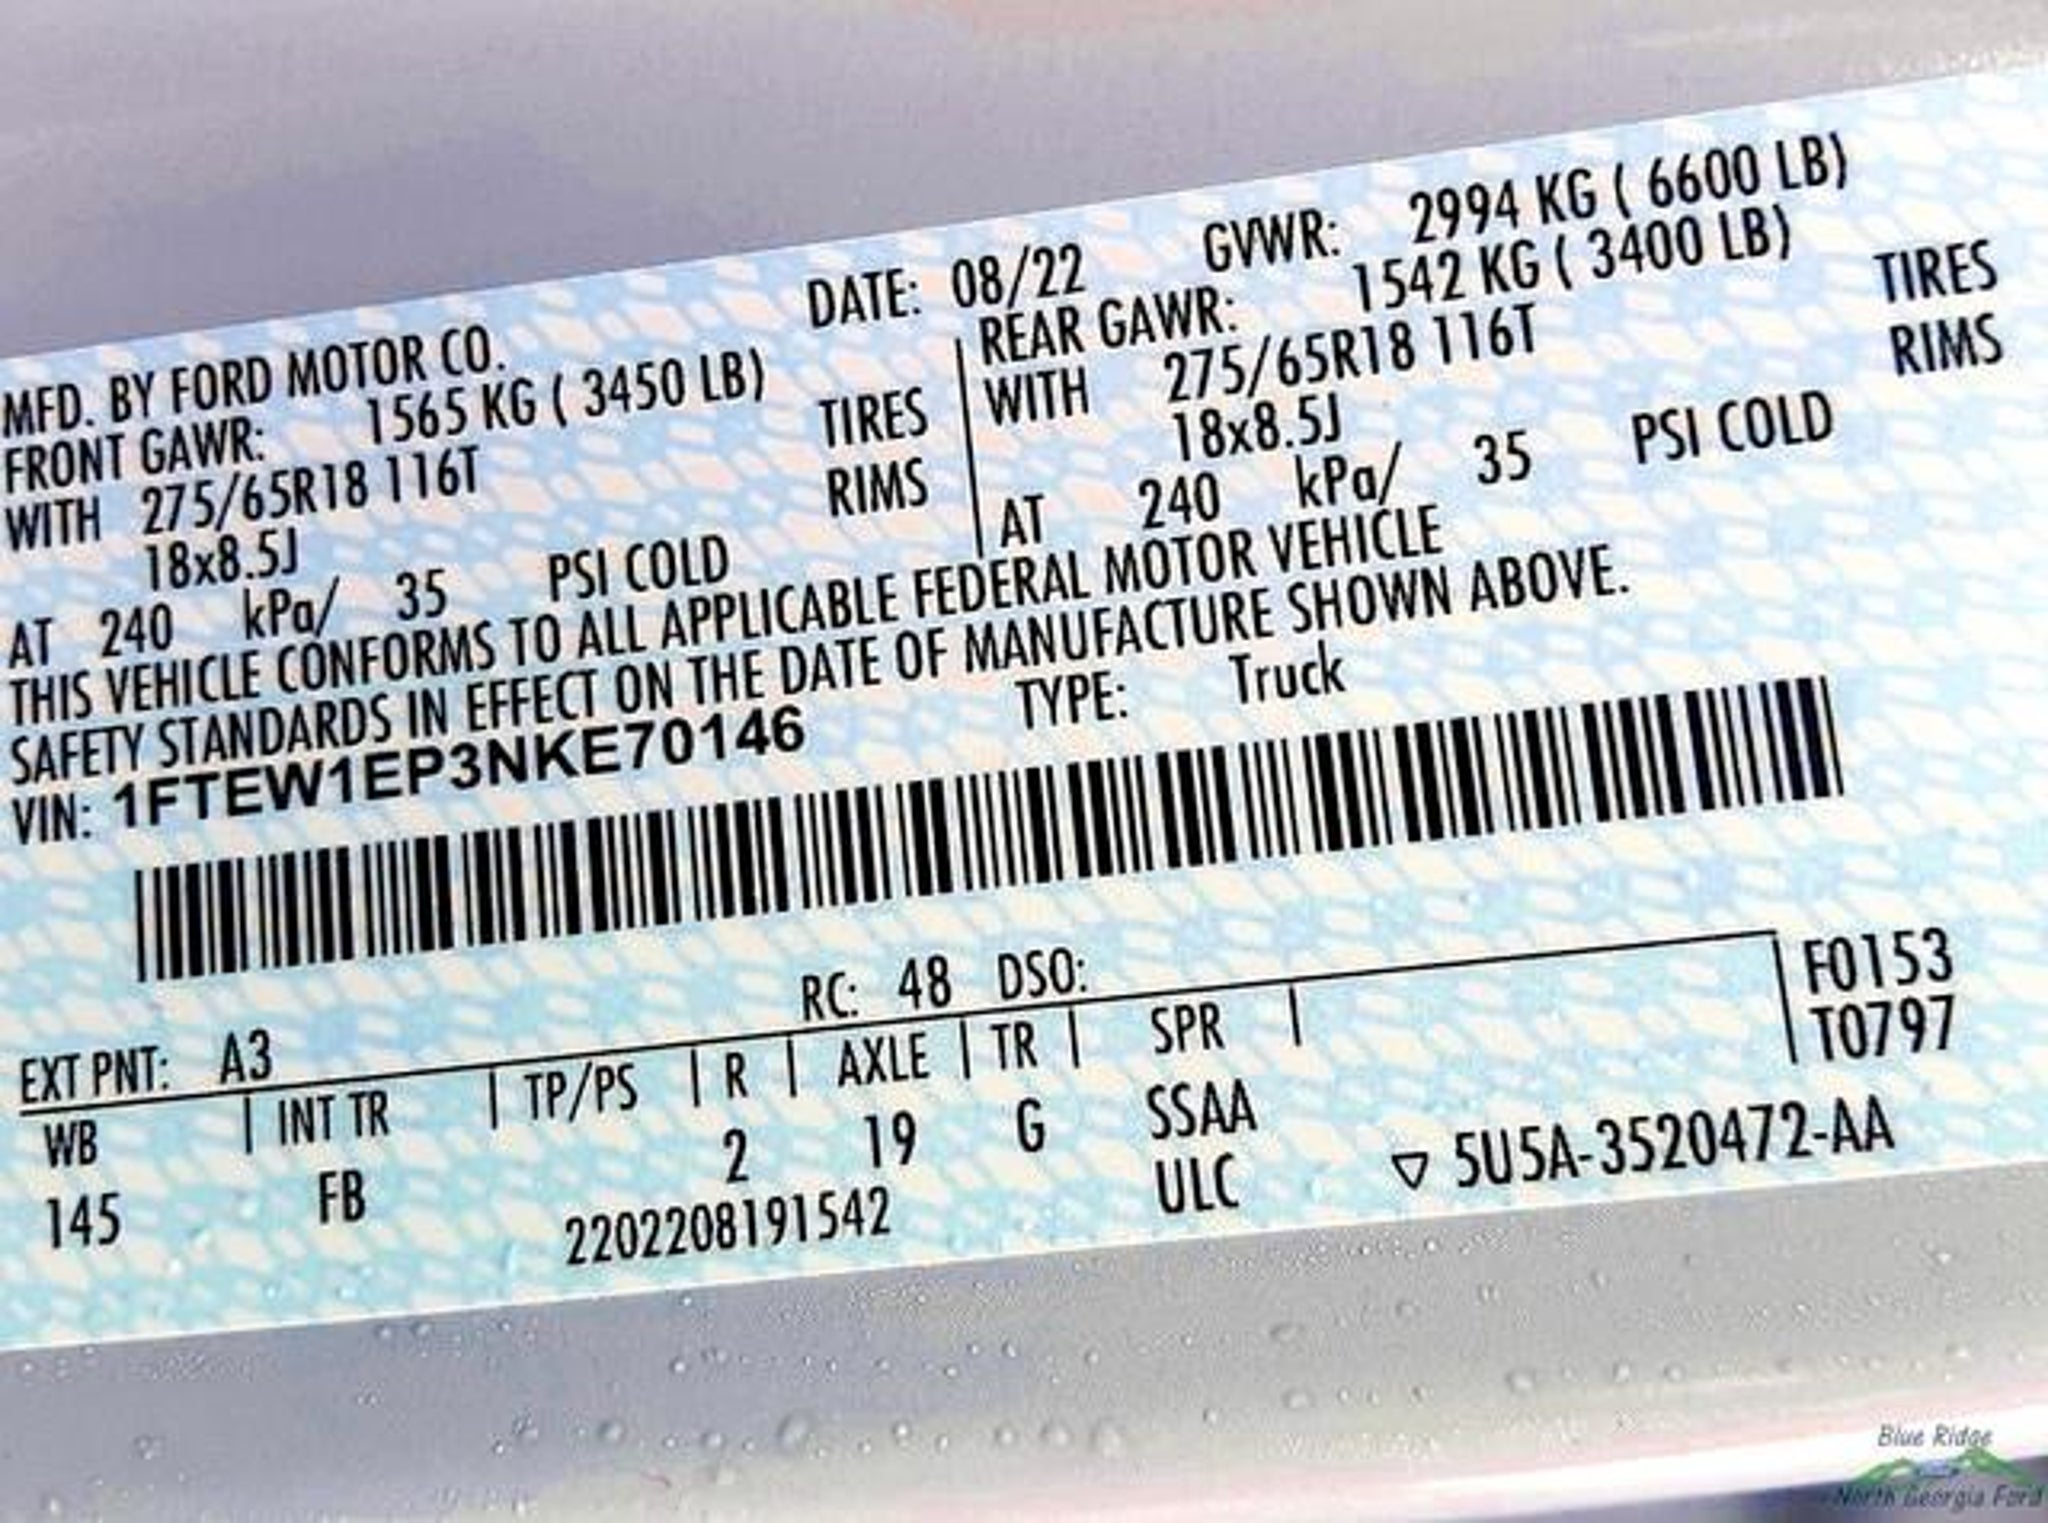 MFD. BY FORD MOTOR CO. DATE: 08/22 GVWR: 2994 KG ( 6600 LB)
FRONT GAWR: 1565 KG ( 3450 LB) REAR GAWR: 1542 KG ( 3400 LB)
WITH 275/65R18 116T TIRES WITH 275/65R18 116T TIRES
18x8.5J RIMS 18x8.5J RIMS
AT 240 kPa/ 35 PSI COLD AT 240 kPa/ 35 PSI COLD
THIS VEHICLE CONFORMS TO ALL APPLICABLE FEDERAL MOTOR VEHICLE
SAFETY STANDARDS IN EFFECT ON THE DATE OF MANUFACTURE SHOWN ABOVE.
VIN: 1FTEW1EP3NKE70146 TYPE: Truck
F0153
EXT PNT: A3 RC: 48 DSO: T0797
WB INT TR TP/PS R AXLE TR SPR
145 FB 2 19 G SSAA
2202208191542 ULC ▽ 5U5A-3520472-AA
Blue Ridge
North Georgia Ford